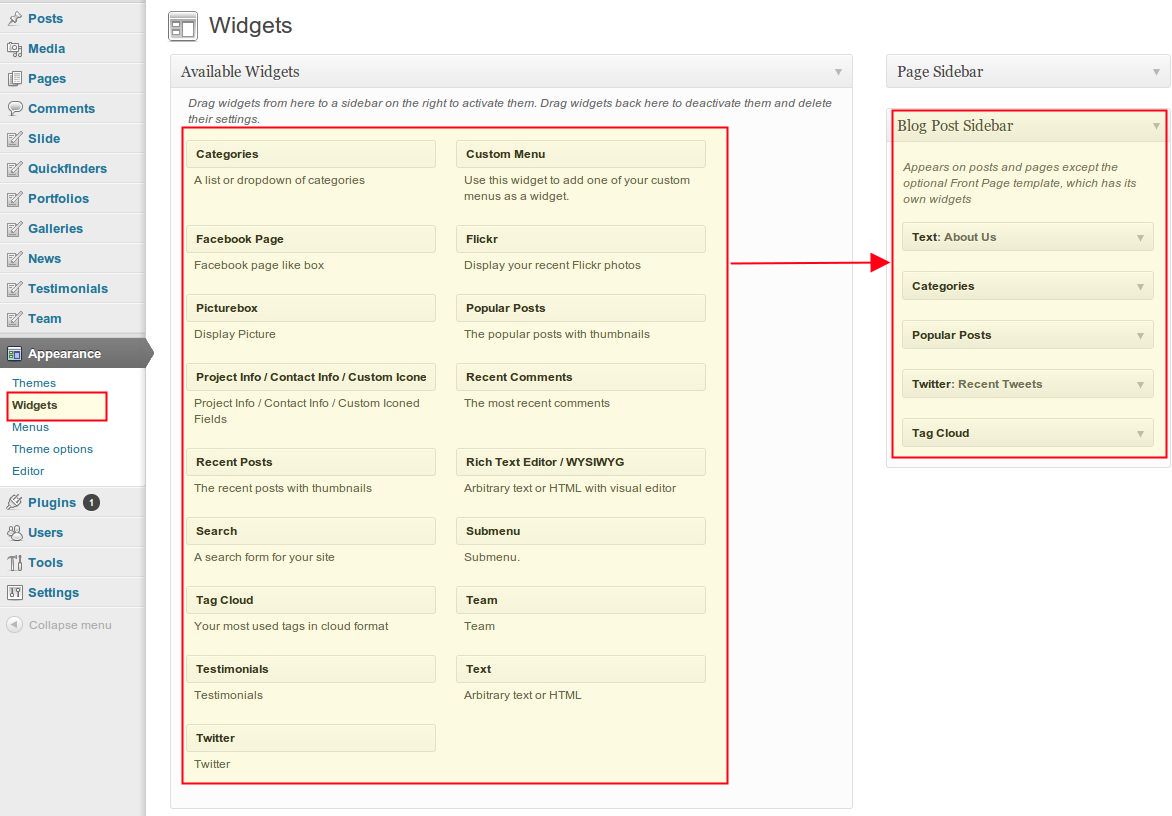 Posts
Media
Pages
Comments
Slide
Quickfinders
Portfolios
Galleries
News
Testimonials
Team
Appearance
Themes
Widgets
Menus
Theme options
Editor
Plugins 1
Users
Tools
Settings
Collapse menu
Widgets
Available Widgets
Drag widgets from here to a sidebar on the right to activate them. Drag widgets back here to deactivate them and delete
their settings.
Categories
A list or dropdown of categories
Custom Menu
Use this widget to add one of your custom
menus as a widget.
Facebook Page
Facebook page like box
Flickr
Display your recent Flickr photos
Picturebox
Display Picture
Popular Posts
The popular posts with thumbnails
Project Info / Contact Info / Custom Icone
Project Info / Contact Info / Custom Iconed
Fields
Recent Comments
The most recent comments
Recent Posts
The recent posts with thumbnails
Rich Text Editor / WYSIWYG
Arbitrary text or HTML with visual editor
Search
A search form for your site
Submenu
Submenu.
Tag Cloud
Your most used tags in cloud format
Team
Team
Testimonials
Testimonials
Text
Arbitrary text or HTML
Twitter
Twitter
Page Sidebar
Blog Post Sidebar
Appears on posts and pages except the
optional Front Page template, which has its
own widgets
Text: About Us
Categories
Popular Posts
Twitter: Recent Tweets
Tag Cloud